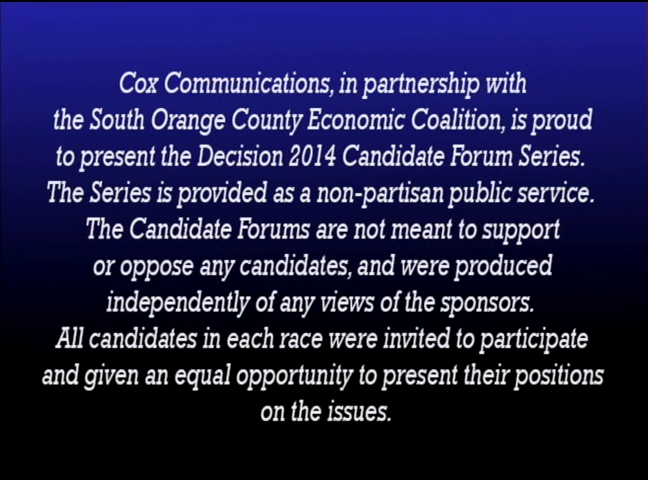 Cox Communications, in partnership with
the South Orange County Economic Coalition, is proud
to present the Decision 2014 Candidate Forum Series.
The Series is provided as a non-partisan public service.
The Candidate Forums are not meant to support
or oppose any candidates, and were produced
independently of any views of the sponsors.
All candidates in each race were invited to participate
and given an equal opportunity to present their positions
on the issues.